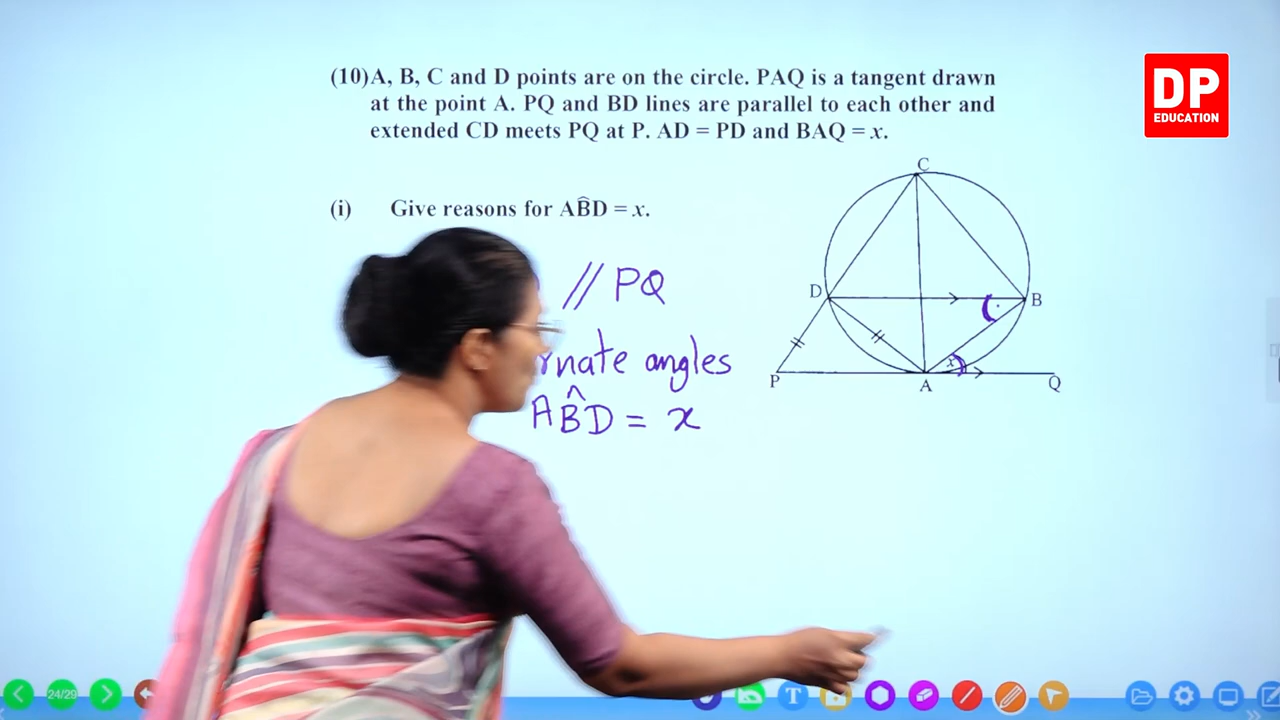 DP
EDUCATION
(10) A, B, C and D points are on the circle. PAQ is a tangent drawn
at the point A. PQ and BD lines are parallel to each other and
extended CD meets PQ at P. AD = PD and BAQ = x.
(i) Give reasons for AB̂D = x.
// PQ
angles
AB̂D = x
C
D
B
x
P
A
Q
24/29
T